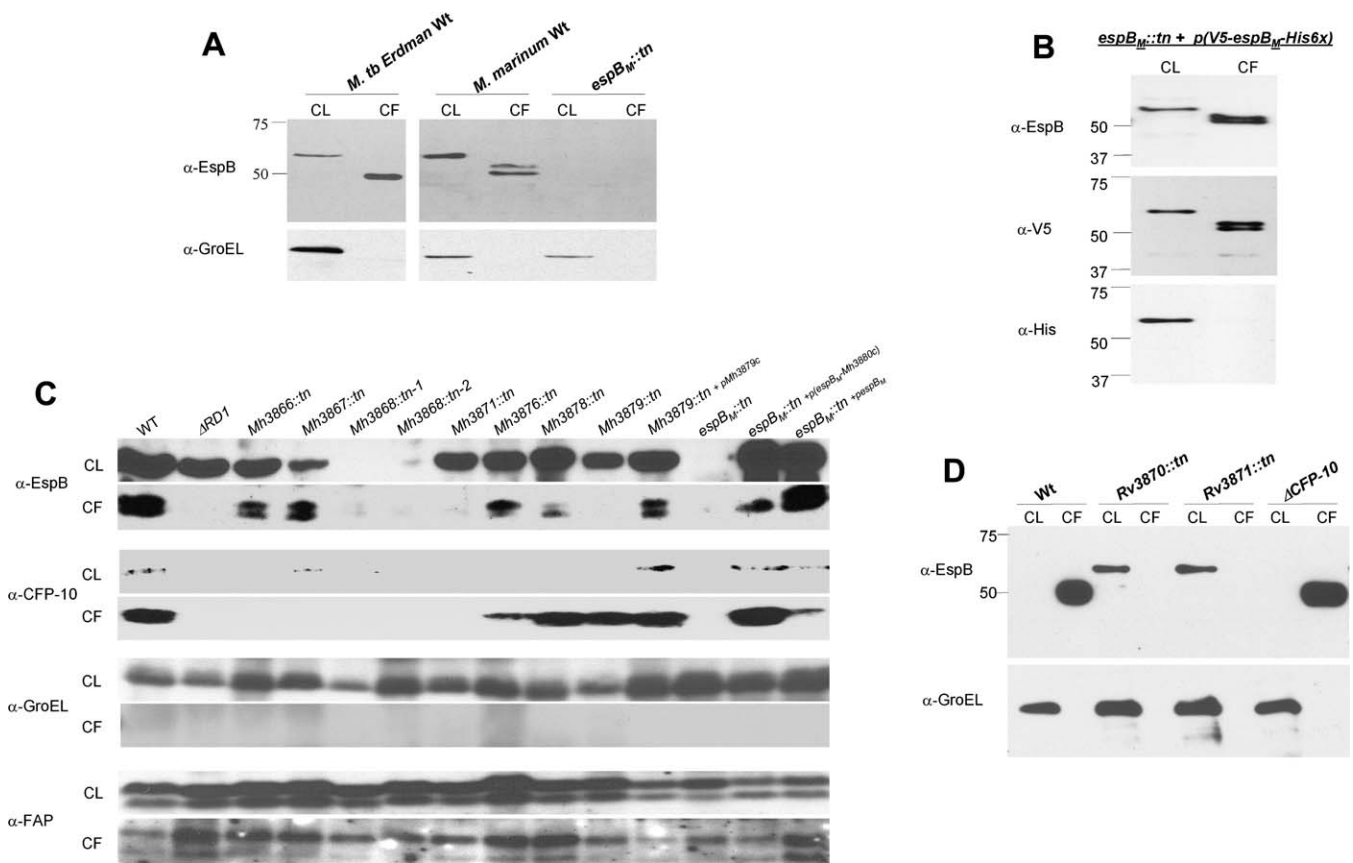 A
M. tb Erdman Wt
M. marinum Wt
espBM::tn
CL CF CL CF CL CF
75
α-EspB
50
α-GroEL
B
espBM::tn + p(V5-espBM-His6x)
CL CF
α-EspB
50
37
75
α-V5
50
37
75
α-His
50
37
C
WT
ΔRD1
Mh3866::tn
Mh3867::tn
Mh3868::tn-1
Mh3868::tn-2
Mh3871::tn
Mh3876::tn
Mh3878::tn
Mh3879::tn
Mh3879::tn + pMh3879c
espBM::tn
espBM::tn +p(espBM-Mh3880c)
espBM::tn +pespBM
α-EspB
CL
CF
α-CFP-10
CL
CF
α-GroEL
CL
CF
α-FAP
CL
CF
D
Wt
Rv3870::tn
Rv3871::tn
ΔCFP-10
CL CF CL CF CL CF CL CF
75
α-EspB
50
α-GroEL